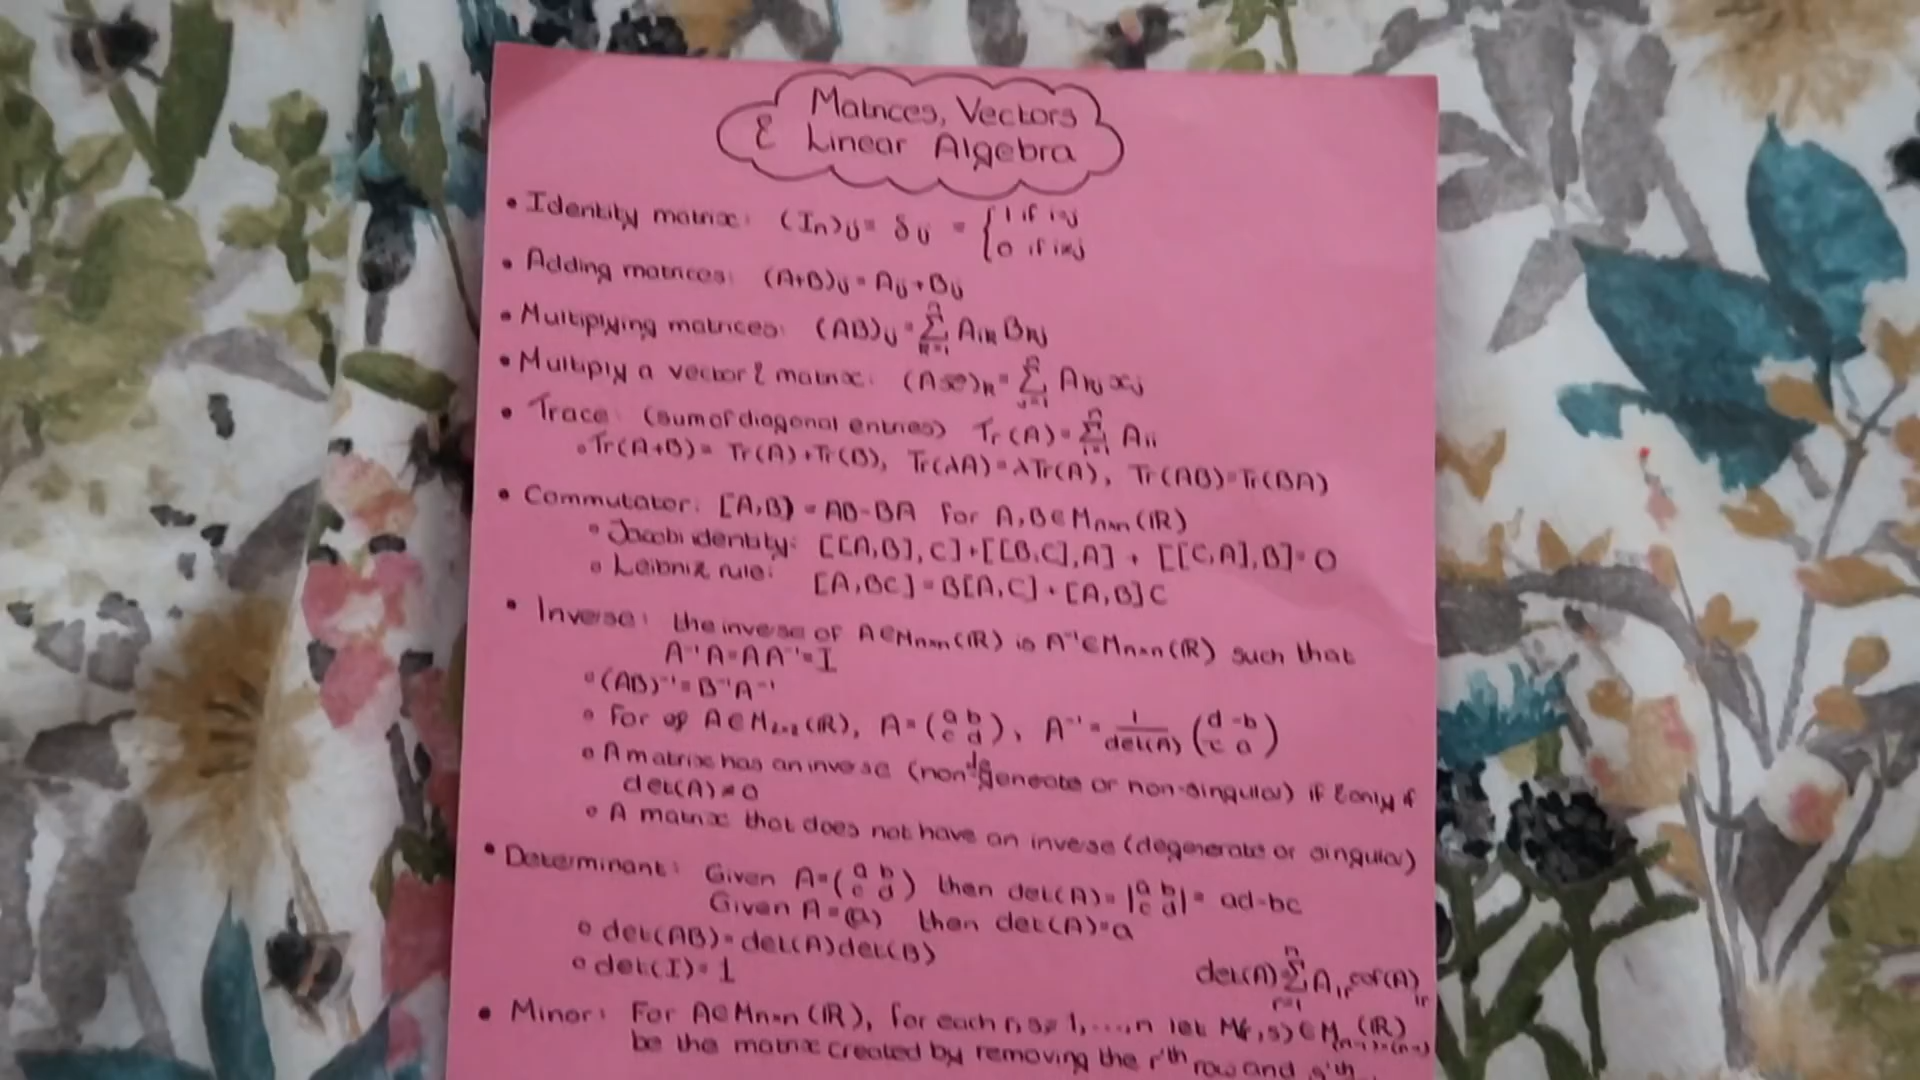 Matrices, Vectors
& Linear Algebra
• Identity matrix: (In)ij = δij = {1 if i=j
0 if i≠j
• Adding matrices: (A+B)ij = Aij + Bij
• Multiplying matrices: (AB)ij = Σⁿₖ₌₁ Aik Bkj
• Multiply a vector & matrix: (Ax)k = Σⁿⱼ₌₁ Akj xj
• Trace: (sum of diagonal entries) Tr(A) = Σⁿᵢ₌₁ Aii
◦ Tr(A+B) = Tr(A)+Tr(B), Tr(λA) = λTr(A), Tr(AB)=Tr(BA)
• Commutator: [A,B] = AB-BA for A,B∈Mn×n(ℝ)
◦ Jacobi identity: [[A,B],C]+[[B,C],A] + [[C,A],B]=0
◦ Leibniz rule: [A,BC] = B[A,C]+[A,B]C
• Inverse: the inverse of A∈Mn×n(ℝ) is A⁻¹∈Mn×n(ℝ) such that
A⁻¹A=AA⁻¹=I
◦ (AB)⁻¹=B⁻¹A⁻¹
◦ For A∈M2×2(ℝ), A=(a b
c d), A⁻¹ = 1/det(A) (d -b
-c a)
◦ A matrix has an inverse (non-degenerate or non-singular) if & only if
det(A)≠0
◦ A matrix that does not have an inverse (degenerate or singular)
• Determinant: Given A=(a b
c d) then det(A)=|a b
c d|= ad-bc
Given A=(a) then det(A)=a
◦ det(AB)=det(A)det(B)
◦ det(I)=1
det(A)=Σⁿᵣ₌₁ A₁ᵣ cof(A)₁ᵣ
• Minor: For A∈Mn×n(ℝ), for each r,s= 1,...,n let M(r,s)∈M(n-1)×(n-1)(ℝ)
be the matrix created by removing the r'th row and s'th